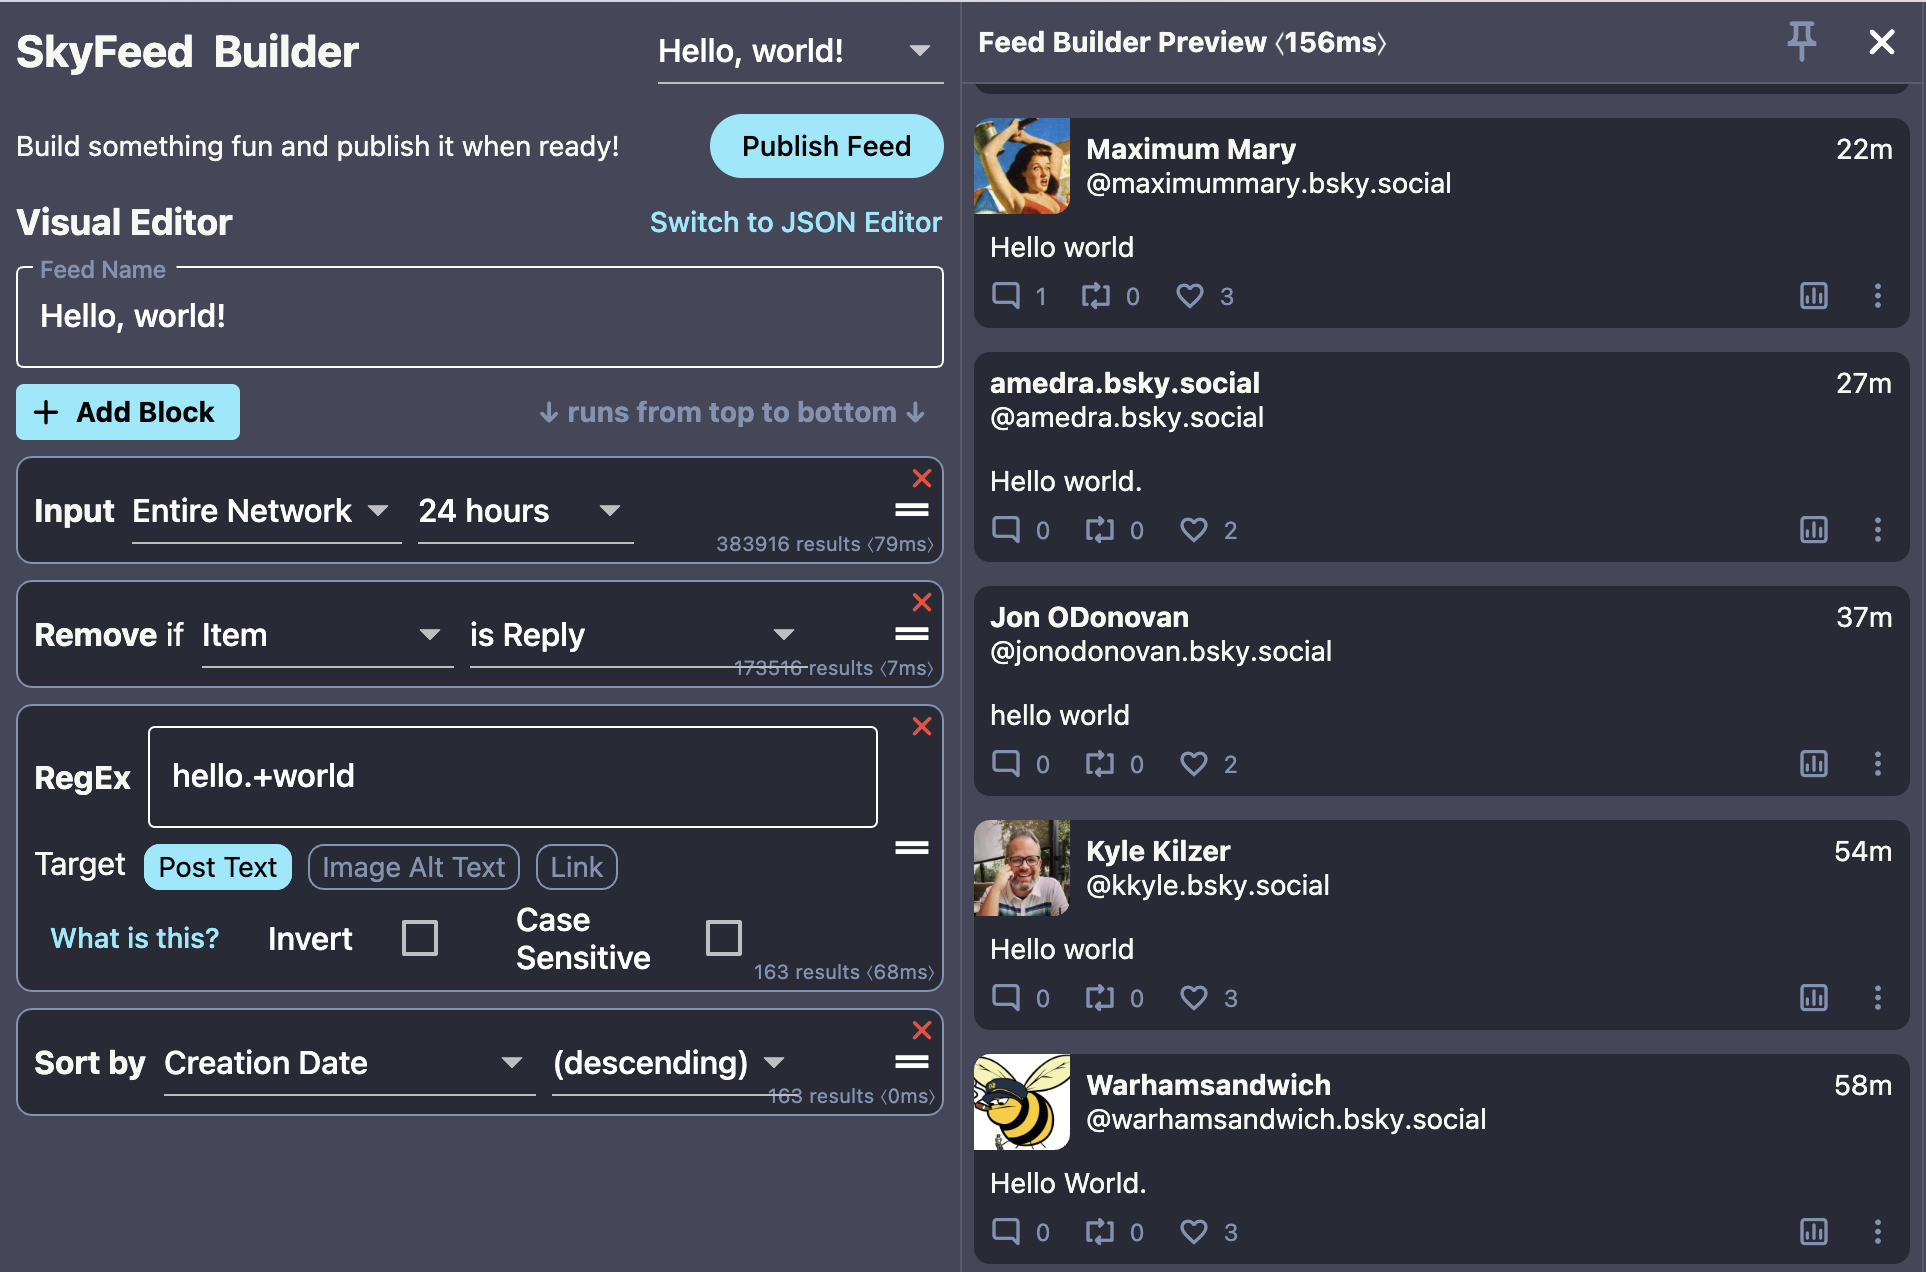 SkyFeed Builder
Hello, world!
Build something fun and publish it when ready!
Publish Feed
Visual Editor
Switch to JSON Editor
Feed Name
Hello, world!
+ Add Block
↓ runs from top to bottom ↓
Input Entire Network 24 hours
383916 results ⟨79ms⟩
Remove if Item is Reply
173516 results ⟨7ms⟩
RegEx hello.+world
Target Post Text Image Alt Text Link
What is this? Invert Case Sensitive
163 results ⟨68ms⟩
Sort by Creation Date (descending)
163 results ⟨0ms⟩
Feed Builder Preview ⟨156ms⟩
Maximum Mary 22m
@maximummary.bsky.social
Hello world
1 0 3
amedra.bsky.social 27m
@amedra.bsky.social
Hello world.
0 0 2
Jon ODonovan 37m
@jonodonovan.bsky.social
hello world
0 0 2
Kyle Kilzer 54m
@kkyle.bsky.social
Hello world
0 0 3
Warhamsandwich 58m
@warhamsandwich.bsky.social
Hello World.
0 0 3